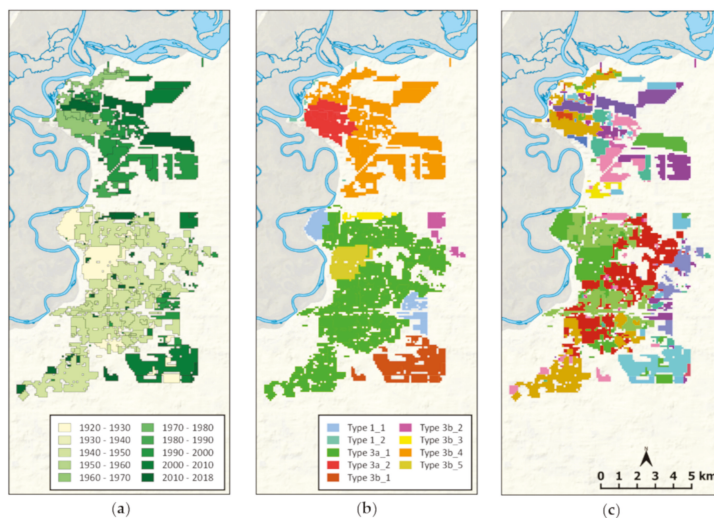 1920 - 1930
1970 - 1980
1930 - 1940
1980 - 1990
1940 - 1950
1990 - 2000
1950 - 1960
2000 - 2010
1960 - 1970
2010 - 2018
Type 1_1
Type 3b_2
Type 1_2
Type 3b_3
Type 3a_1
Type 3b_4
Type 3a_2
Type 3b_5
Type 3b_1
N
0 1 2 3 4 5 km
(a)
(b)
(c)